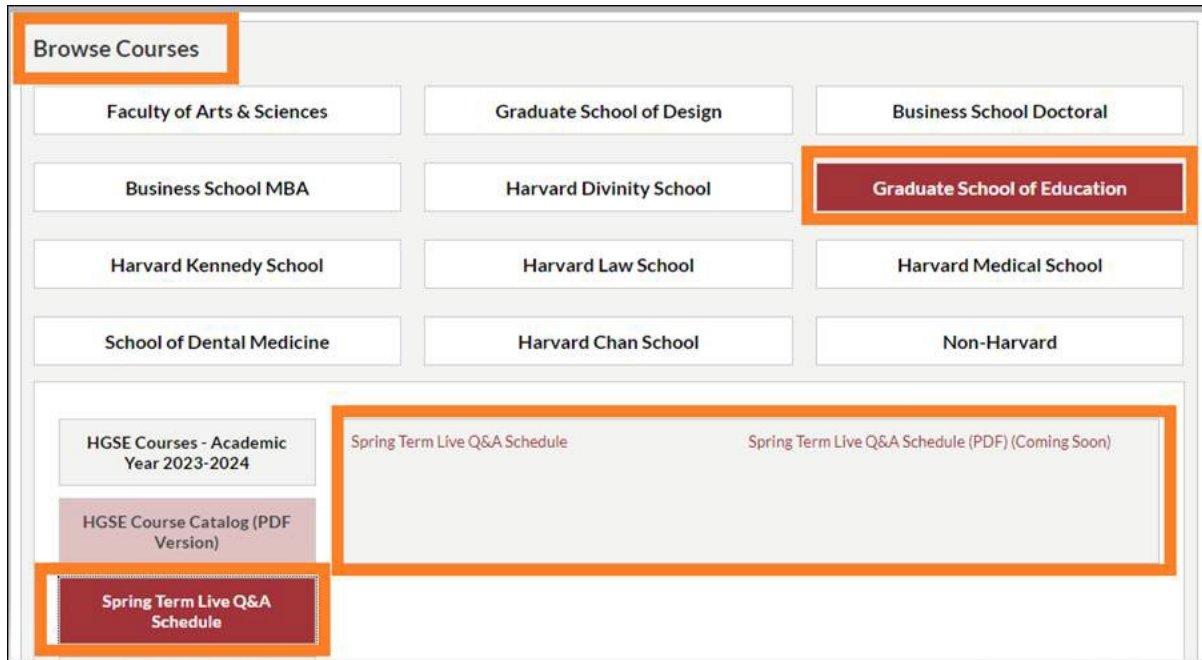 Browse Courses
Faculty of Arts & Sciences
Graduate School of Design
Business School Doctoral
Business School MBA
Harvard Divinity School
Graduate School of Education
Harvard Kennedy School
Harvard Law School
Harvard Medical School
School of Dental Medicine
Harvard Chan School
Non-Harvard
HGSE Courses - Academic
Year 2023-2024
HGSE Course Catalog (PDF
Version)
Spring Term Live Q&A
Schedule
Spring Term Live Q&A Schedule
Spring Term Live Q&A Schedule (PDF) (Coming Soon)